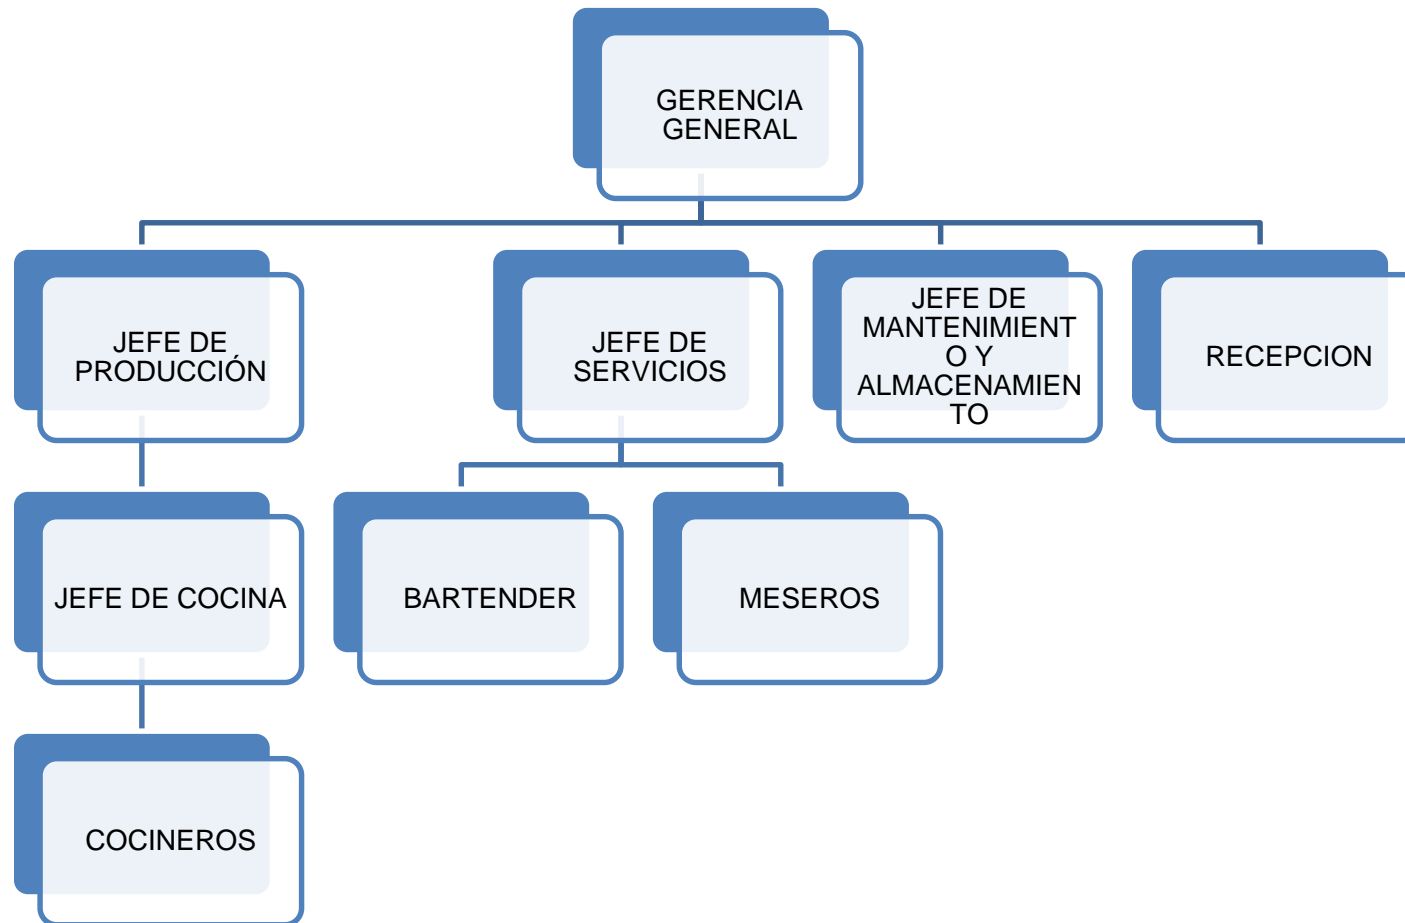 GERENCIA
GENERAL
JEFE DE
PRODUCCIÓN
JEFE DE
SERVICIOS
JEFE DE
MANTENIMIENT
O Y
ALMACENAMIEN
TO
RECEPCION
JEFE DE COCINA
BARTENDER
MESEROS
COCINEROS